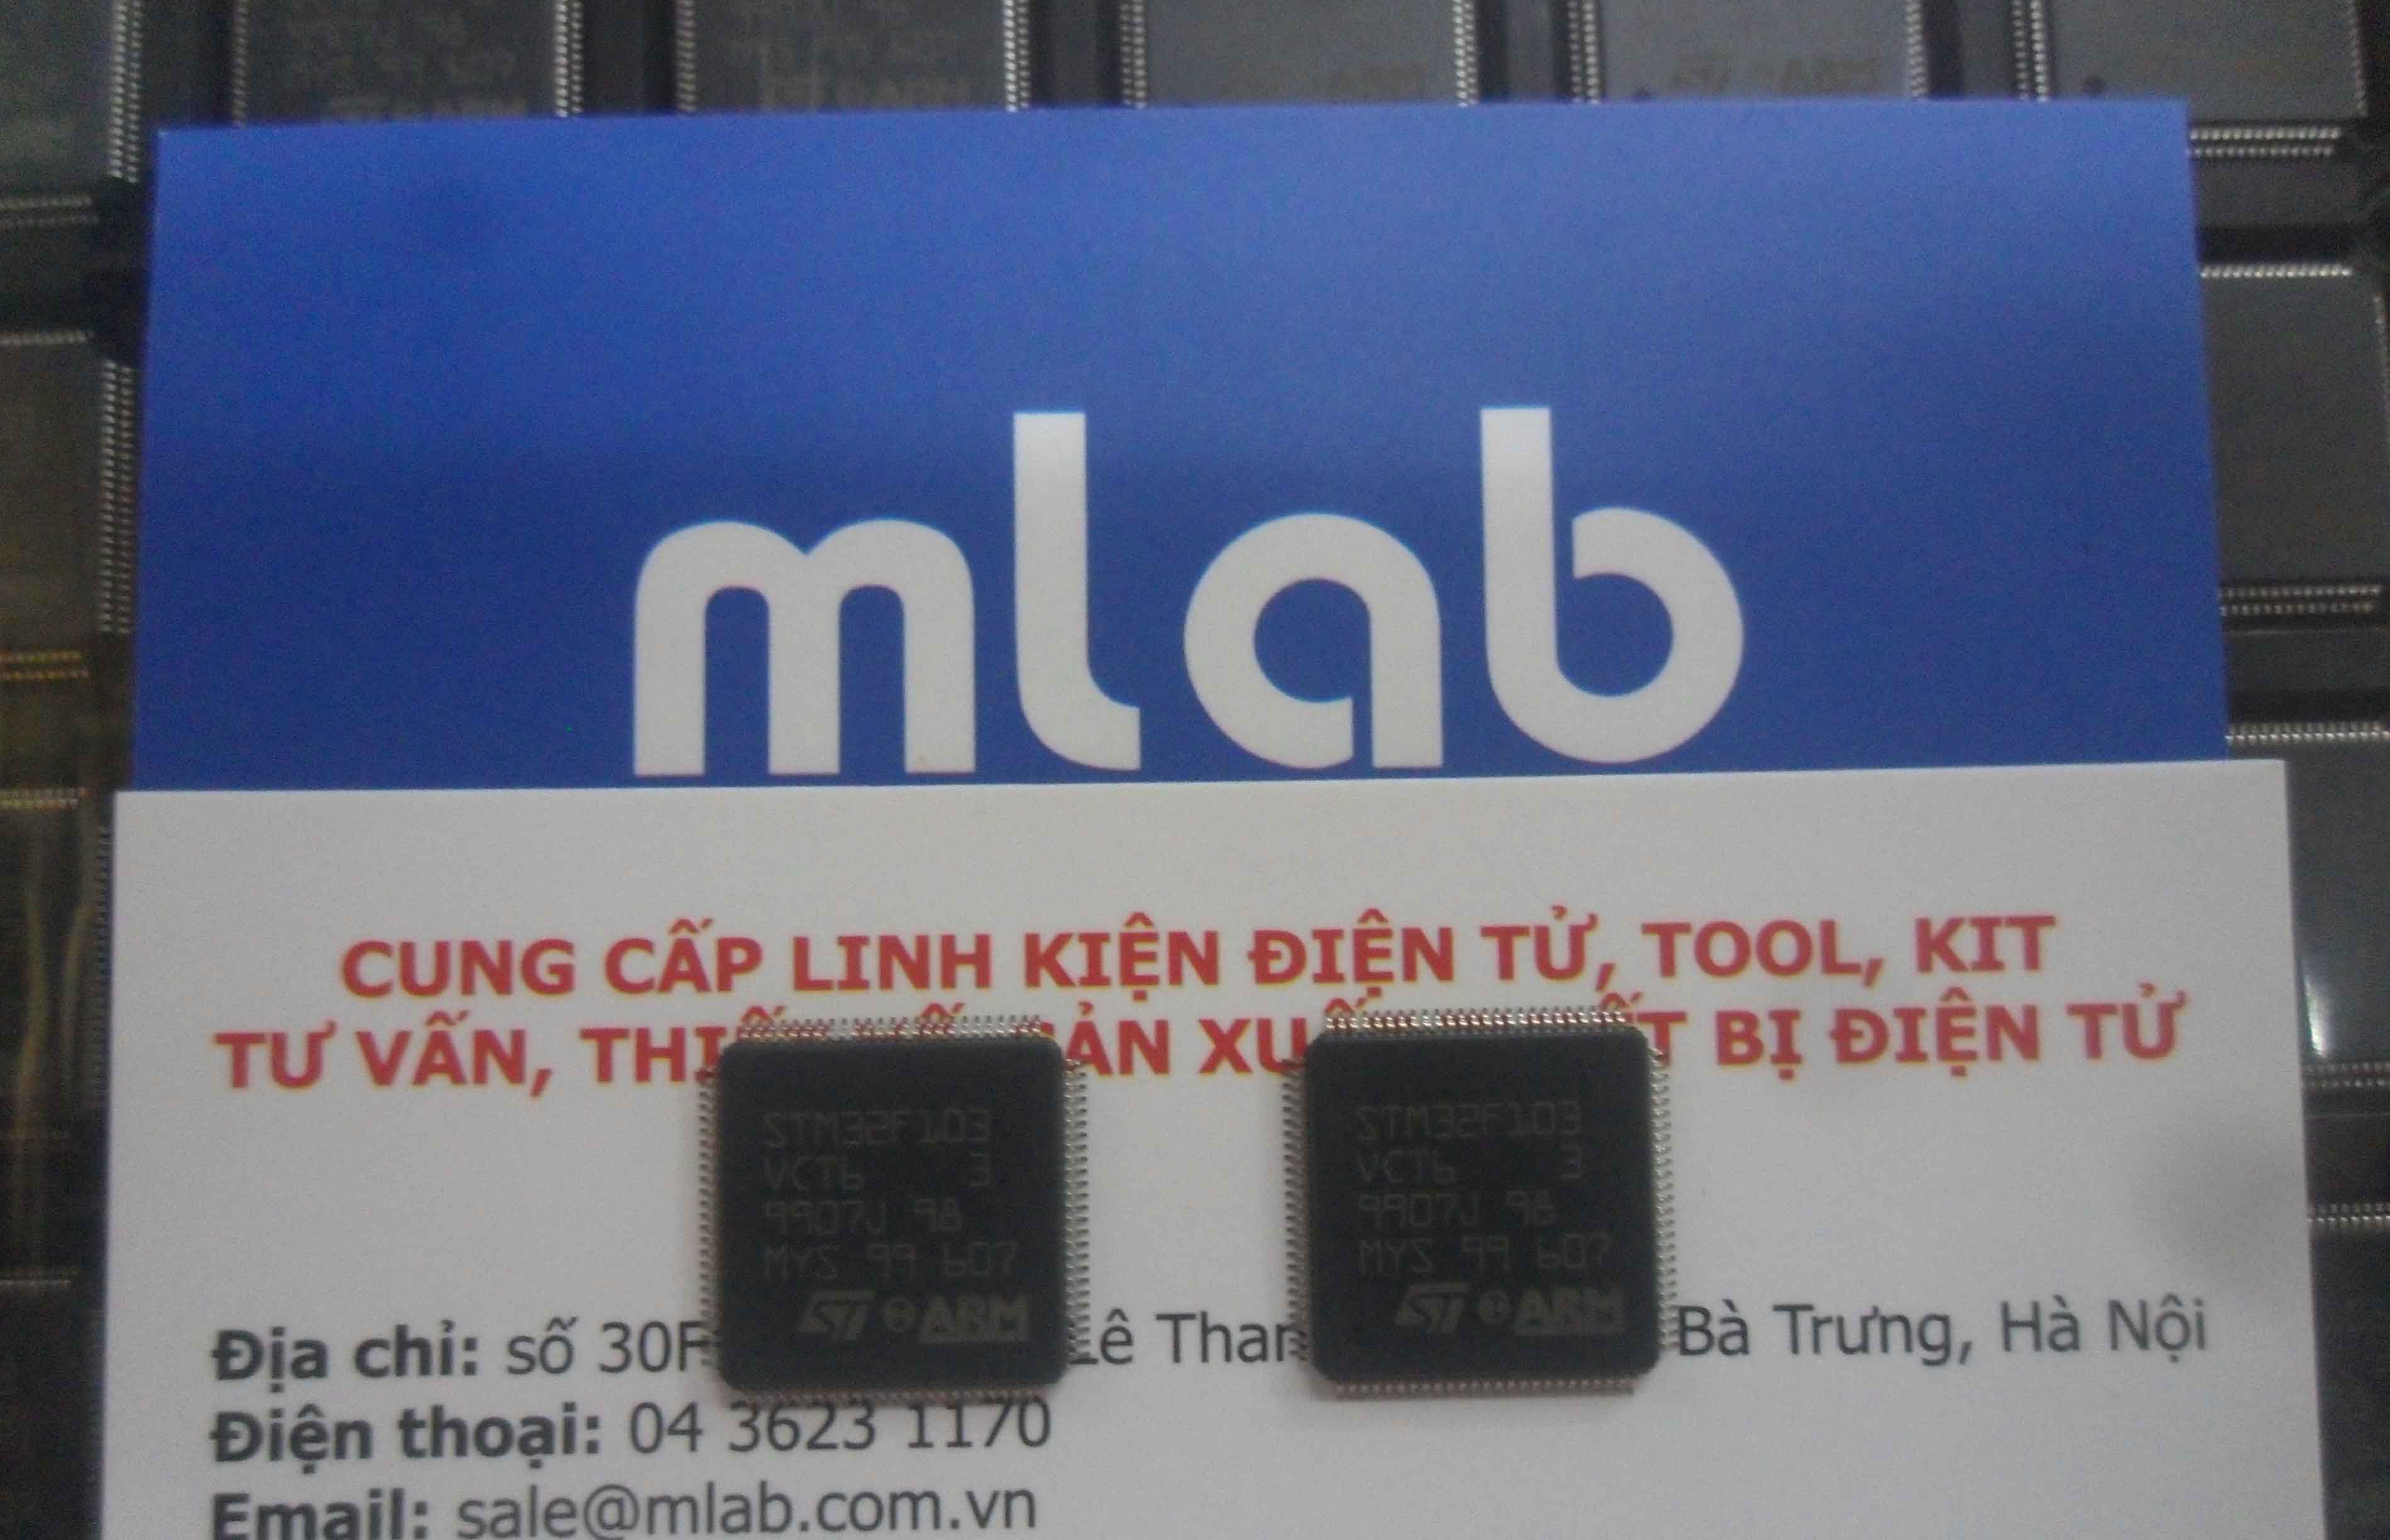 mlab
CUNG CẤP LINH KIỆN ĐIỆN TỬ, TOOL, KIT
TƯ VẤN, BỊ ĐIỆN TỬ
STM32F103
VCT6 3
9907J 98
MYS 99 607
ST ARM
STM32F103
VCT6 3
9907J 98
MYS 99 607
ST ARM
Địa chỉ: số 30F Lê Bà Trưng, Hà Nội
Điện thoại: 04 3623 1170
Email: sale@mlab.com.vn